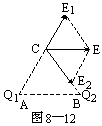 E₁
C
E
E₂
Q₁ A B Q₂
图8—12